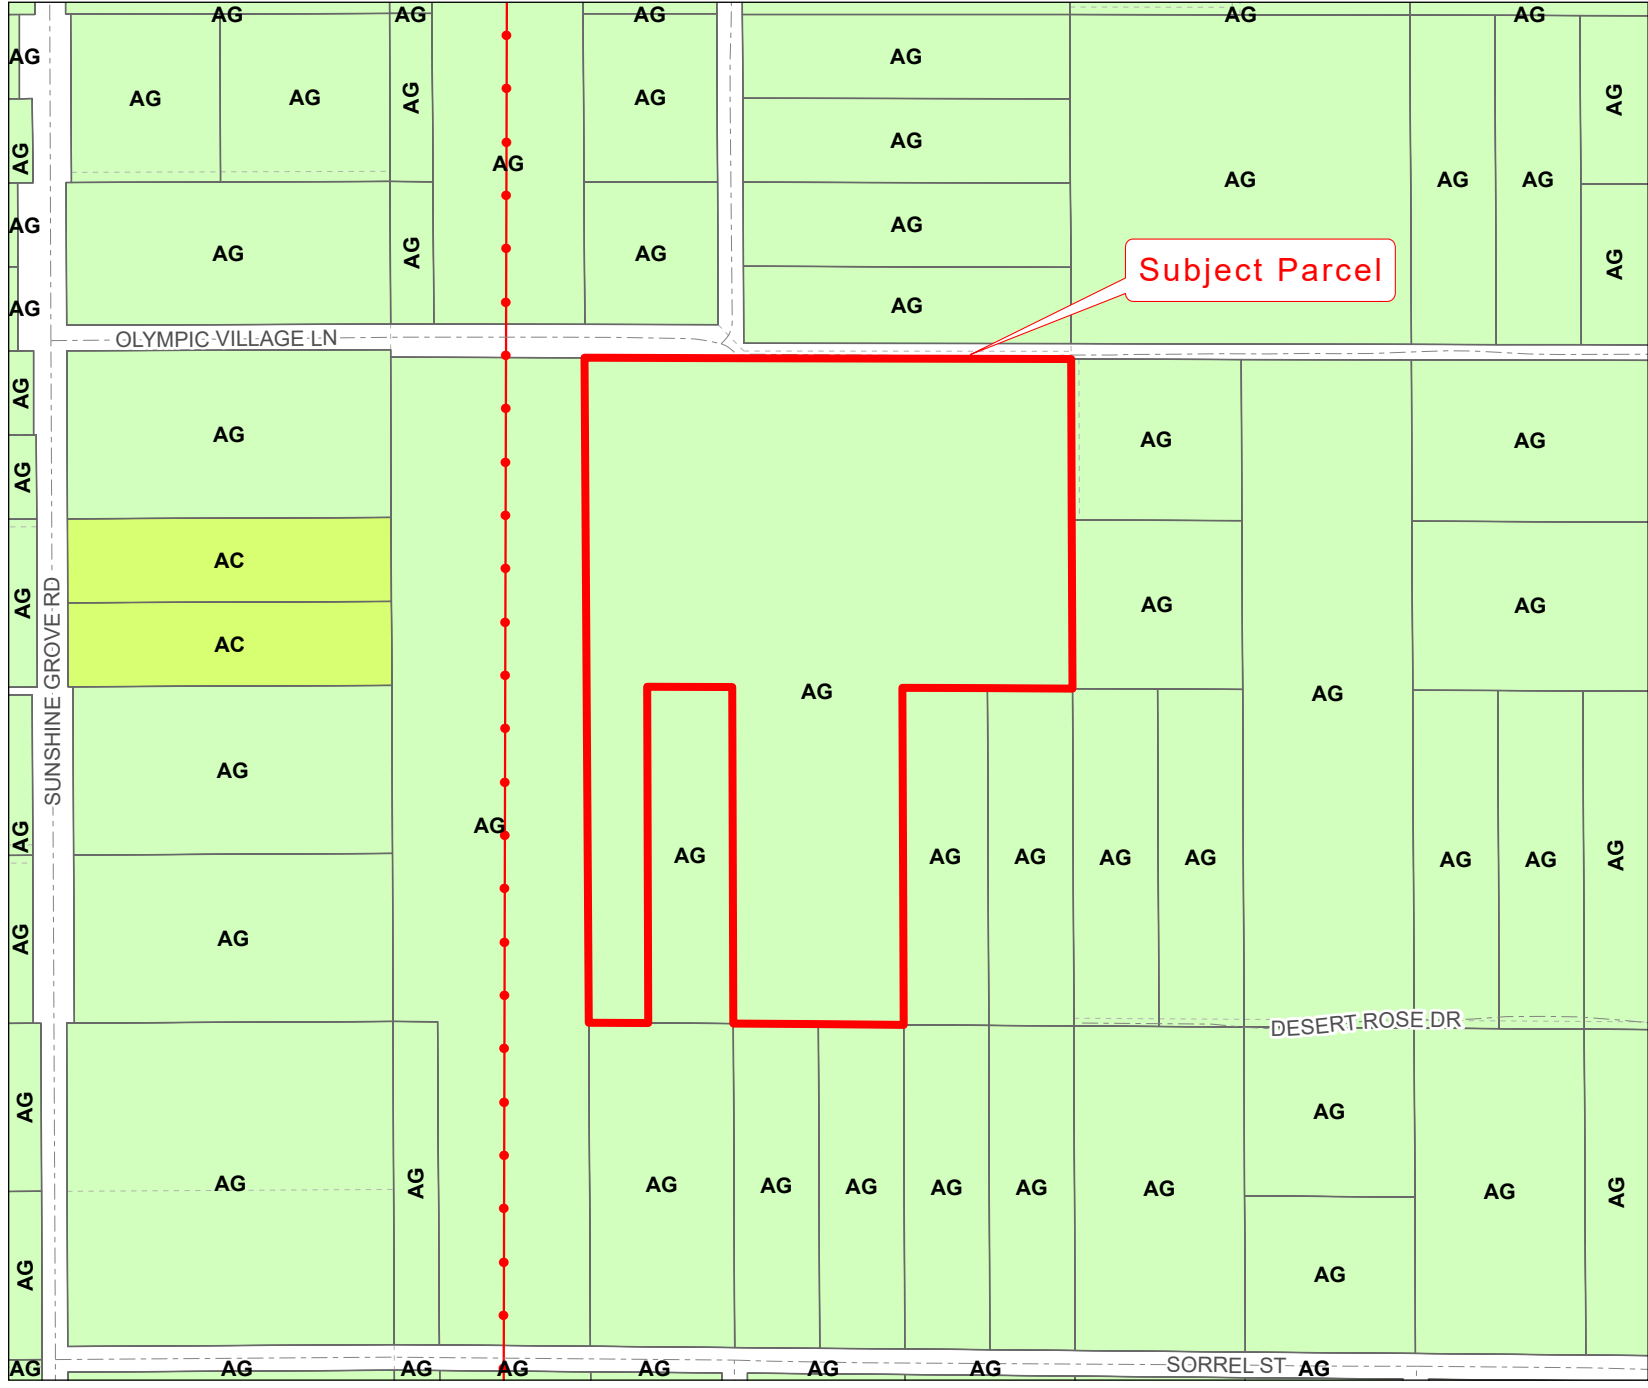 AG AG AG AG AG
AG AG
AG AG AG AG AG
AG AG
AG AG
AG AG AG
AG AG AG AG AG
AG AG
Subject Parcel
AG AG
OLYMPIC VILLAGE LN
AG AG AG AG
AG
AC
AG AG AG
AC
SUNSHINE GROVE RD
AG AG
AG
AG AG
AG AG AG AG AG AG AG AG
AG AG
DESERT ROSE DR
AG AG
AG AG AG AG AG AG AG AG AG AG
AG AG
AG AG AG AG AG AG AG SORREL ST AG